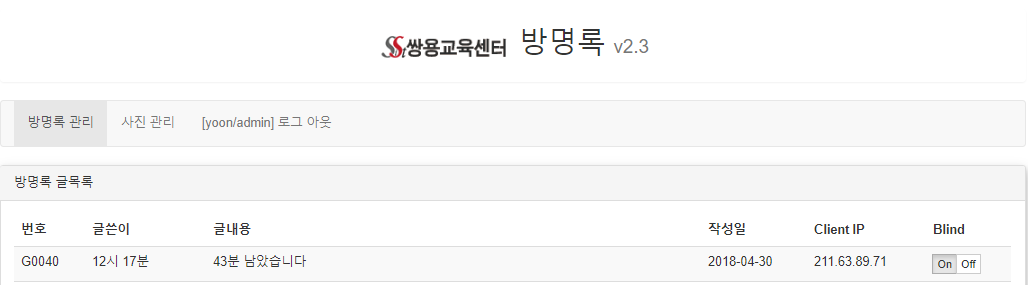 SSt쌍용교육센터 방명록 v2.3
방명록 관리 사진 관리 [yoon/admin] 로그 아웃
방명록 글목록
번호 글쓴이 글내용 작성일 Client IP Blind
G0040 12시 17분 43분 남았습니다 2018-04-30 211.63.89.71 On Off